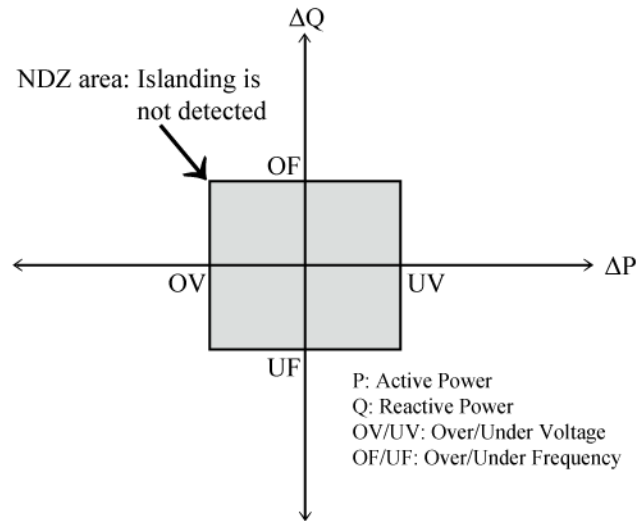 ΔQ
NDZ area: Islanding is
not detected
OF
OV
UV
ΔP
UF
P: Active Power
Q: Reactive Power
OV/UV: Over/Under Voltage
OF/UF: Over/Under Frequency